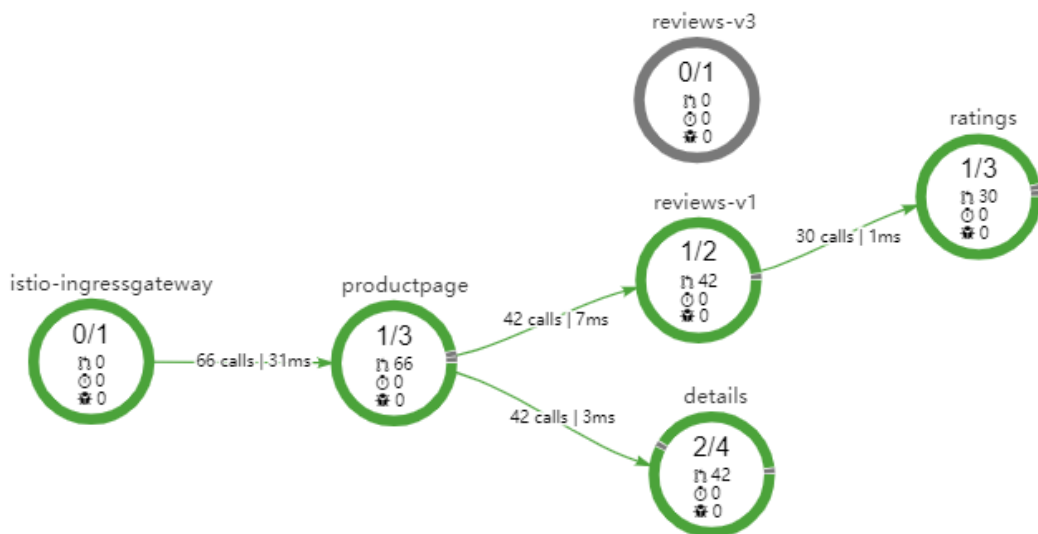 reviews-v3
0/1
0
0
0
ratings
1/3
30
0
0
reviews-v1
1/2
42
0
0
30 calls | 1ms
istio-ingressgateway
0/1
0
0
0
66 calls | 31ms
productpage
1/3
66
0
0
42 calls | 7ms
42 calls | 3ms
details
2/4
42
0
0